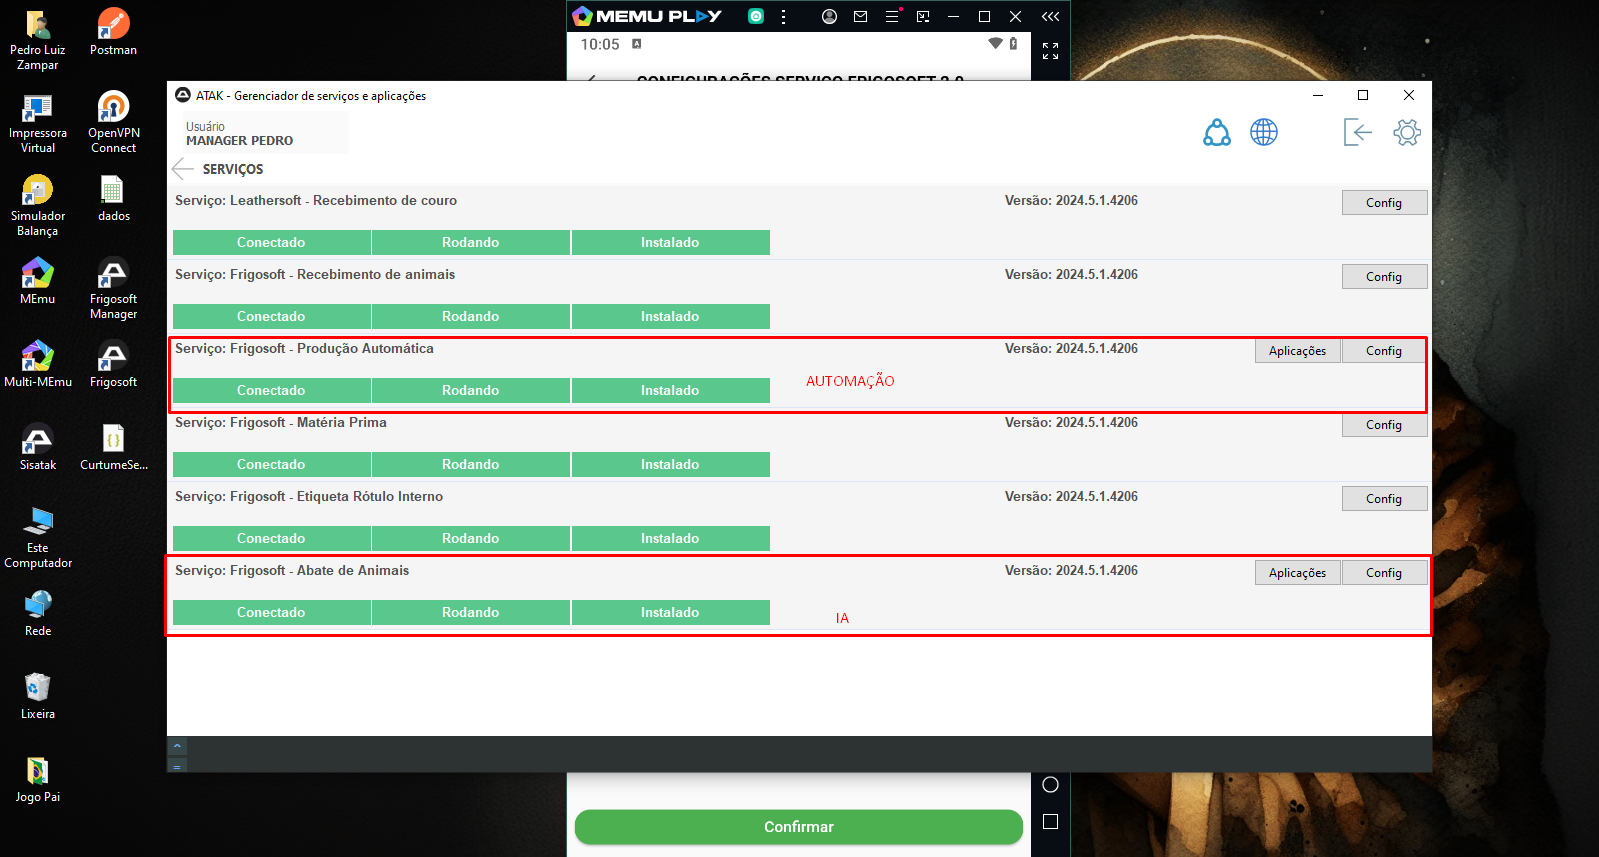 Pedro Luiz
Zampar
Postman
Impressora
Virtual
OpenVPN
Connect
Simulador
Balança
dados
MEmu
Frigosoft
Manager
Multi-MEmu
Frigosoft
Sisatak
CurtumeSe...
Este
Computador
Rede
Lixeira
Jogo Pai
MEMU PLAY
10:05
CONFIGURAÇÕES SERVIÇO FRIGOSOFT 2.0
ATAK - Gerenciador de serviços e aplicações
Usuário
MANAGER PEDRO
SERVIÇOS
Serviço: Leathersoft - Recebimento de couro Versão: 2024.5.1.4206 Config
Conectado Rodando Instalado
Serviço: Frigosoft - Recebimento de animais Versão: 2024.5.1.4206 Config
Conectado Rodando Instalado
Serviço: Frigosoft - Produção Automática Versão: 2024.5.1.4206 Aplicações Config
Conectado Rodando Instalado AUTOMAÇÃO
Serviço: Frigosoft - Matéria Prima Versão: 2024.5.1.4206 Config
Conectado Rodando Instalado
Serviço: Frigosoft - Etiqueta Rótulo Interno Versão: 2024.5.1.4206 Config
Conectado Rodando Instalado
Serviço: Frigosoft - Abate de Animais Versão: 2024.5.1.4206 Aplicações Config
Conectado Rodando Instalado IA
Confirmar